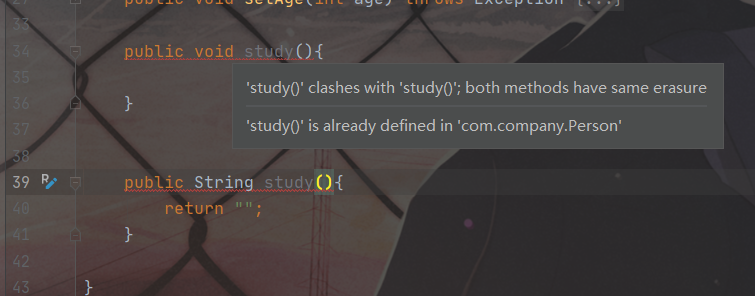 public void setAge(int age) throws Exception {...}
33
34 public void study(){
35
'study()' clashes with 'study()'; both methods have same erasure
36 }
'study()' is already defined in 'com.company.Person'
37
38
39 R public String study(){
40 return "";
41 }
42
43 }